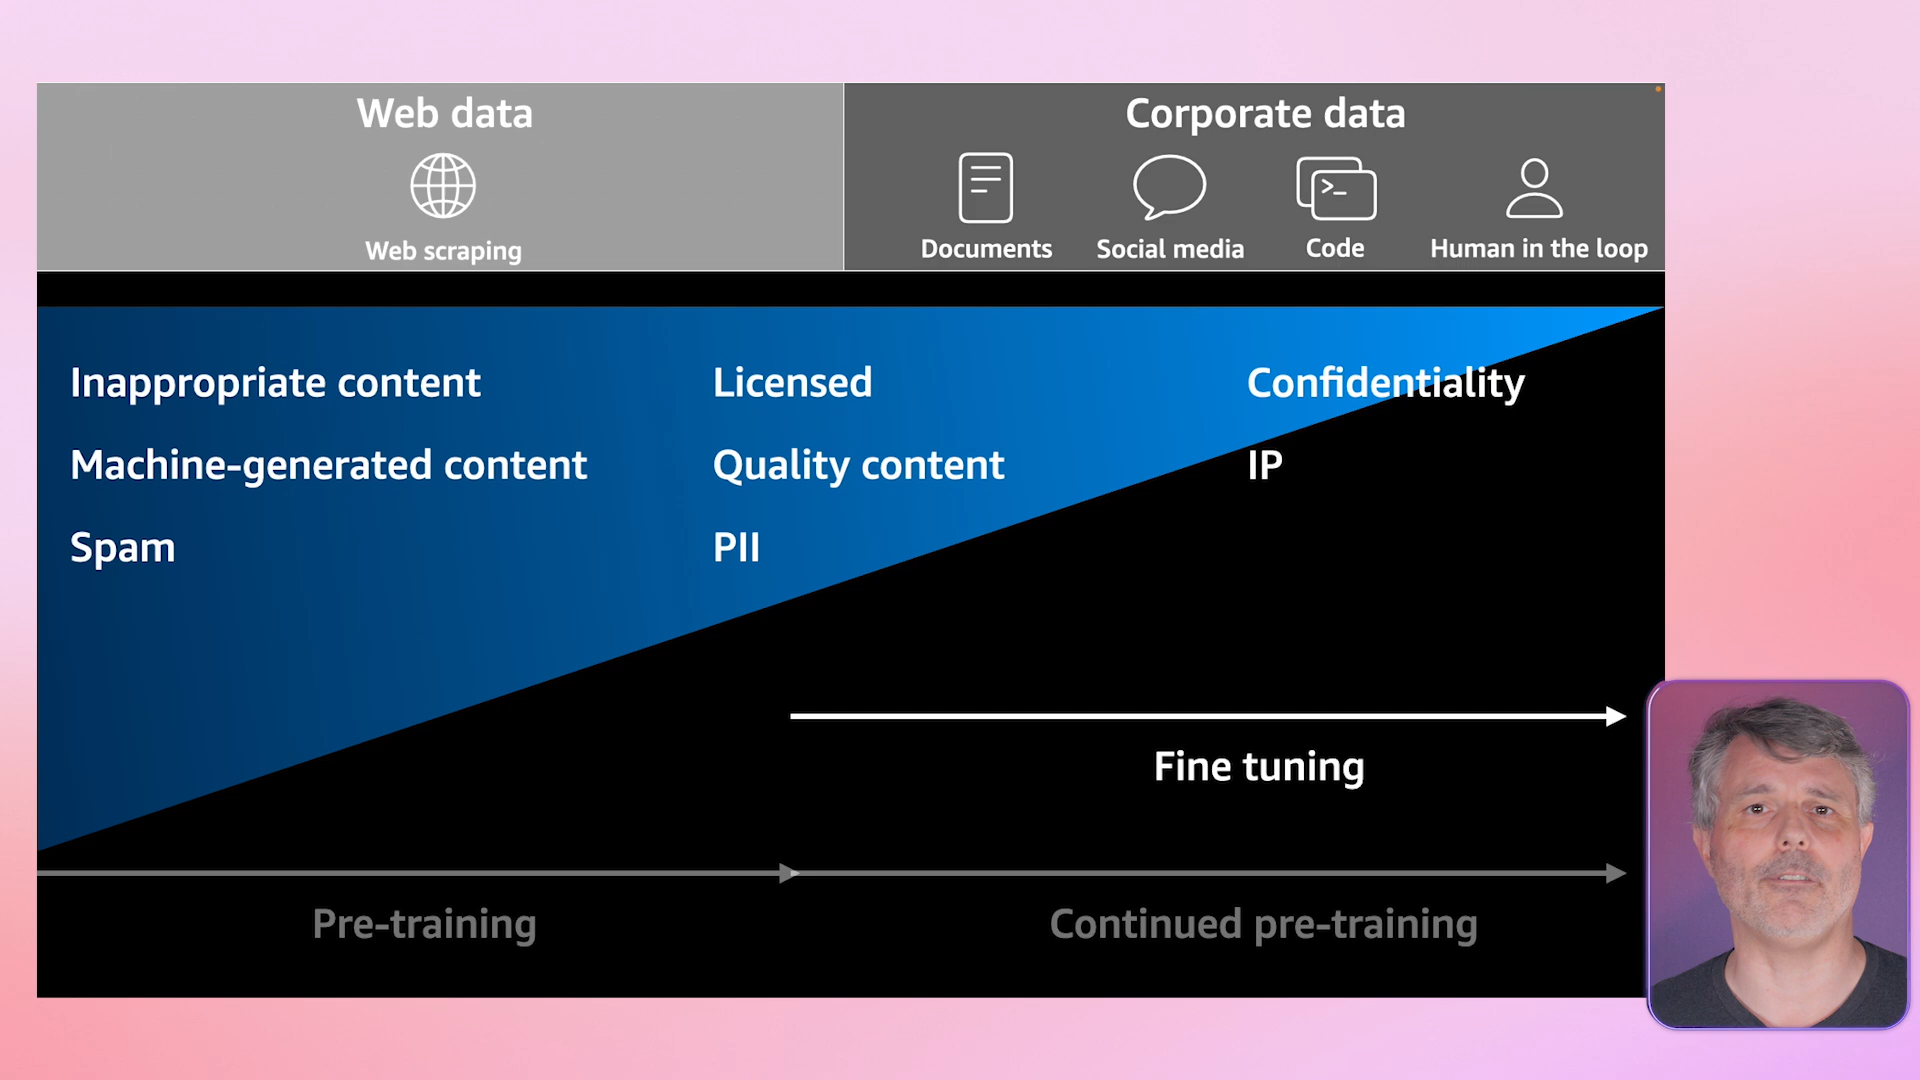 Web data
Web scraping
Corporate data
Documents
Social media
Code
Human in the loop
Inappropriate content
Machine-generated content
Spam
Licensed
Quality content
PII
Confidentiality
IP
Fine tuning
Pre-training
Continued pre-training